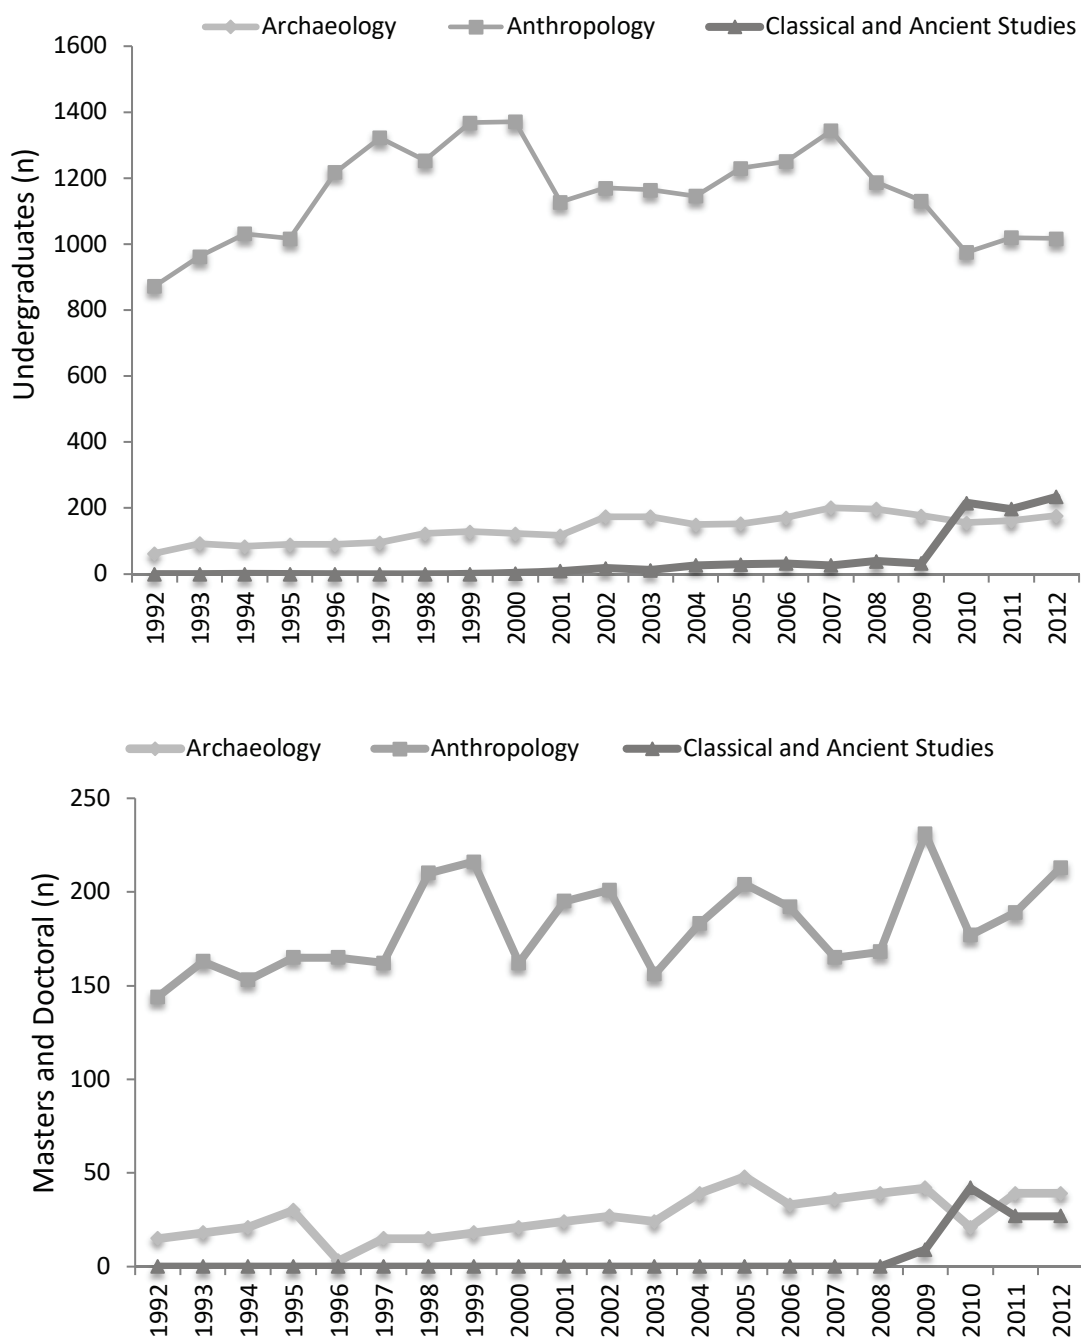 Archaeology Anthropology Classical and Ancient Studies
Undergraduates (n)
1600
1400
1200
1000
800
600
400
200
0
1992 1993 1994 1995 1996 1997 1998 1999 2000 2001 2002 2003 2004 2005 2006 2007 2008 2009 2010 2011 2012
Archaeology Anthropology Classical and Ancient Studies
Masters and Doctoral (n)
250
200
150
100
50
0
1992 1993 1994 1995 1996 1997 1998 1999 2000 2001 2002 2003 2004 2005 2006 2007 2008 2009 2010 2011 2012